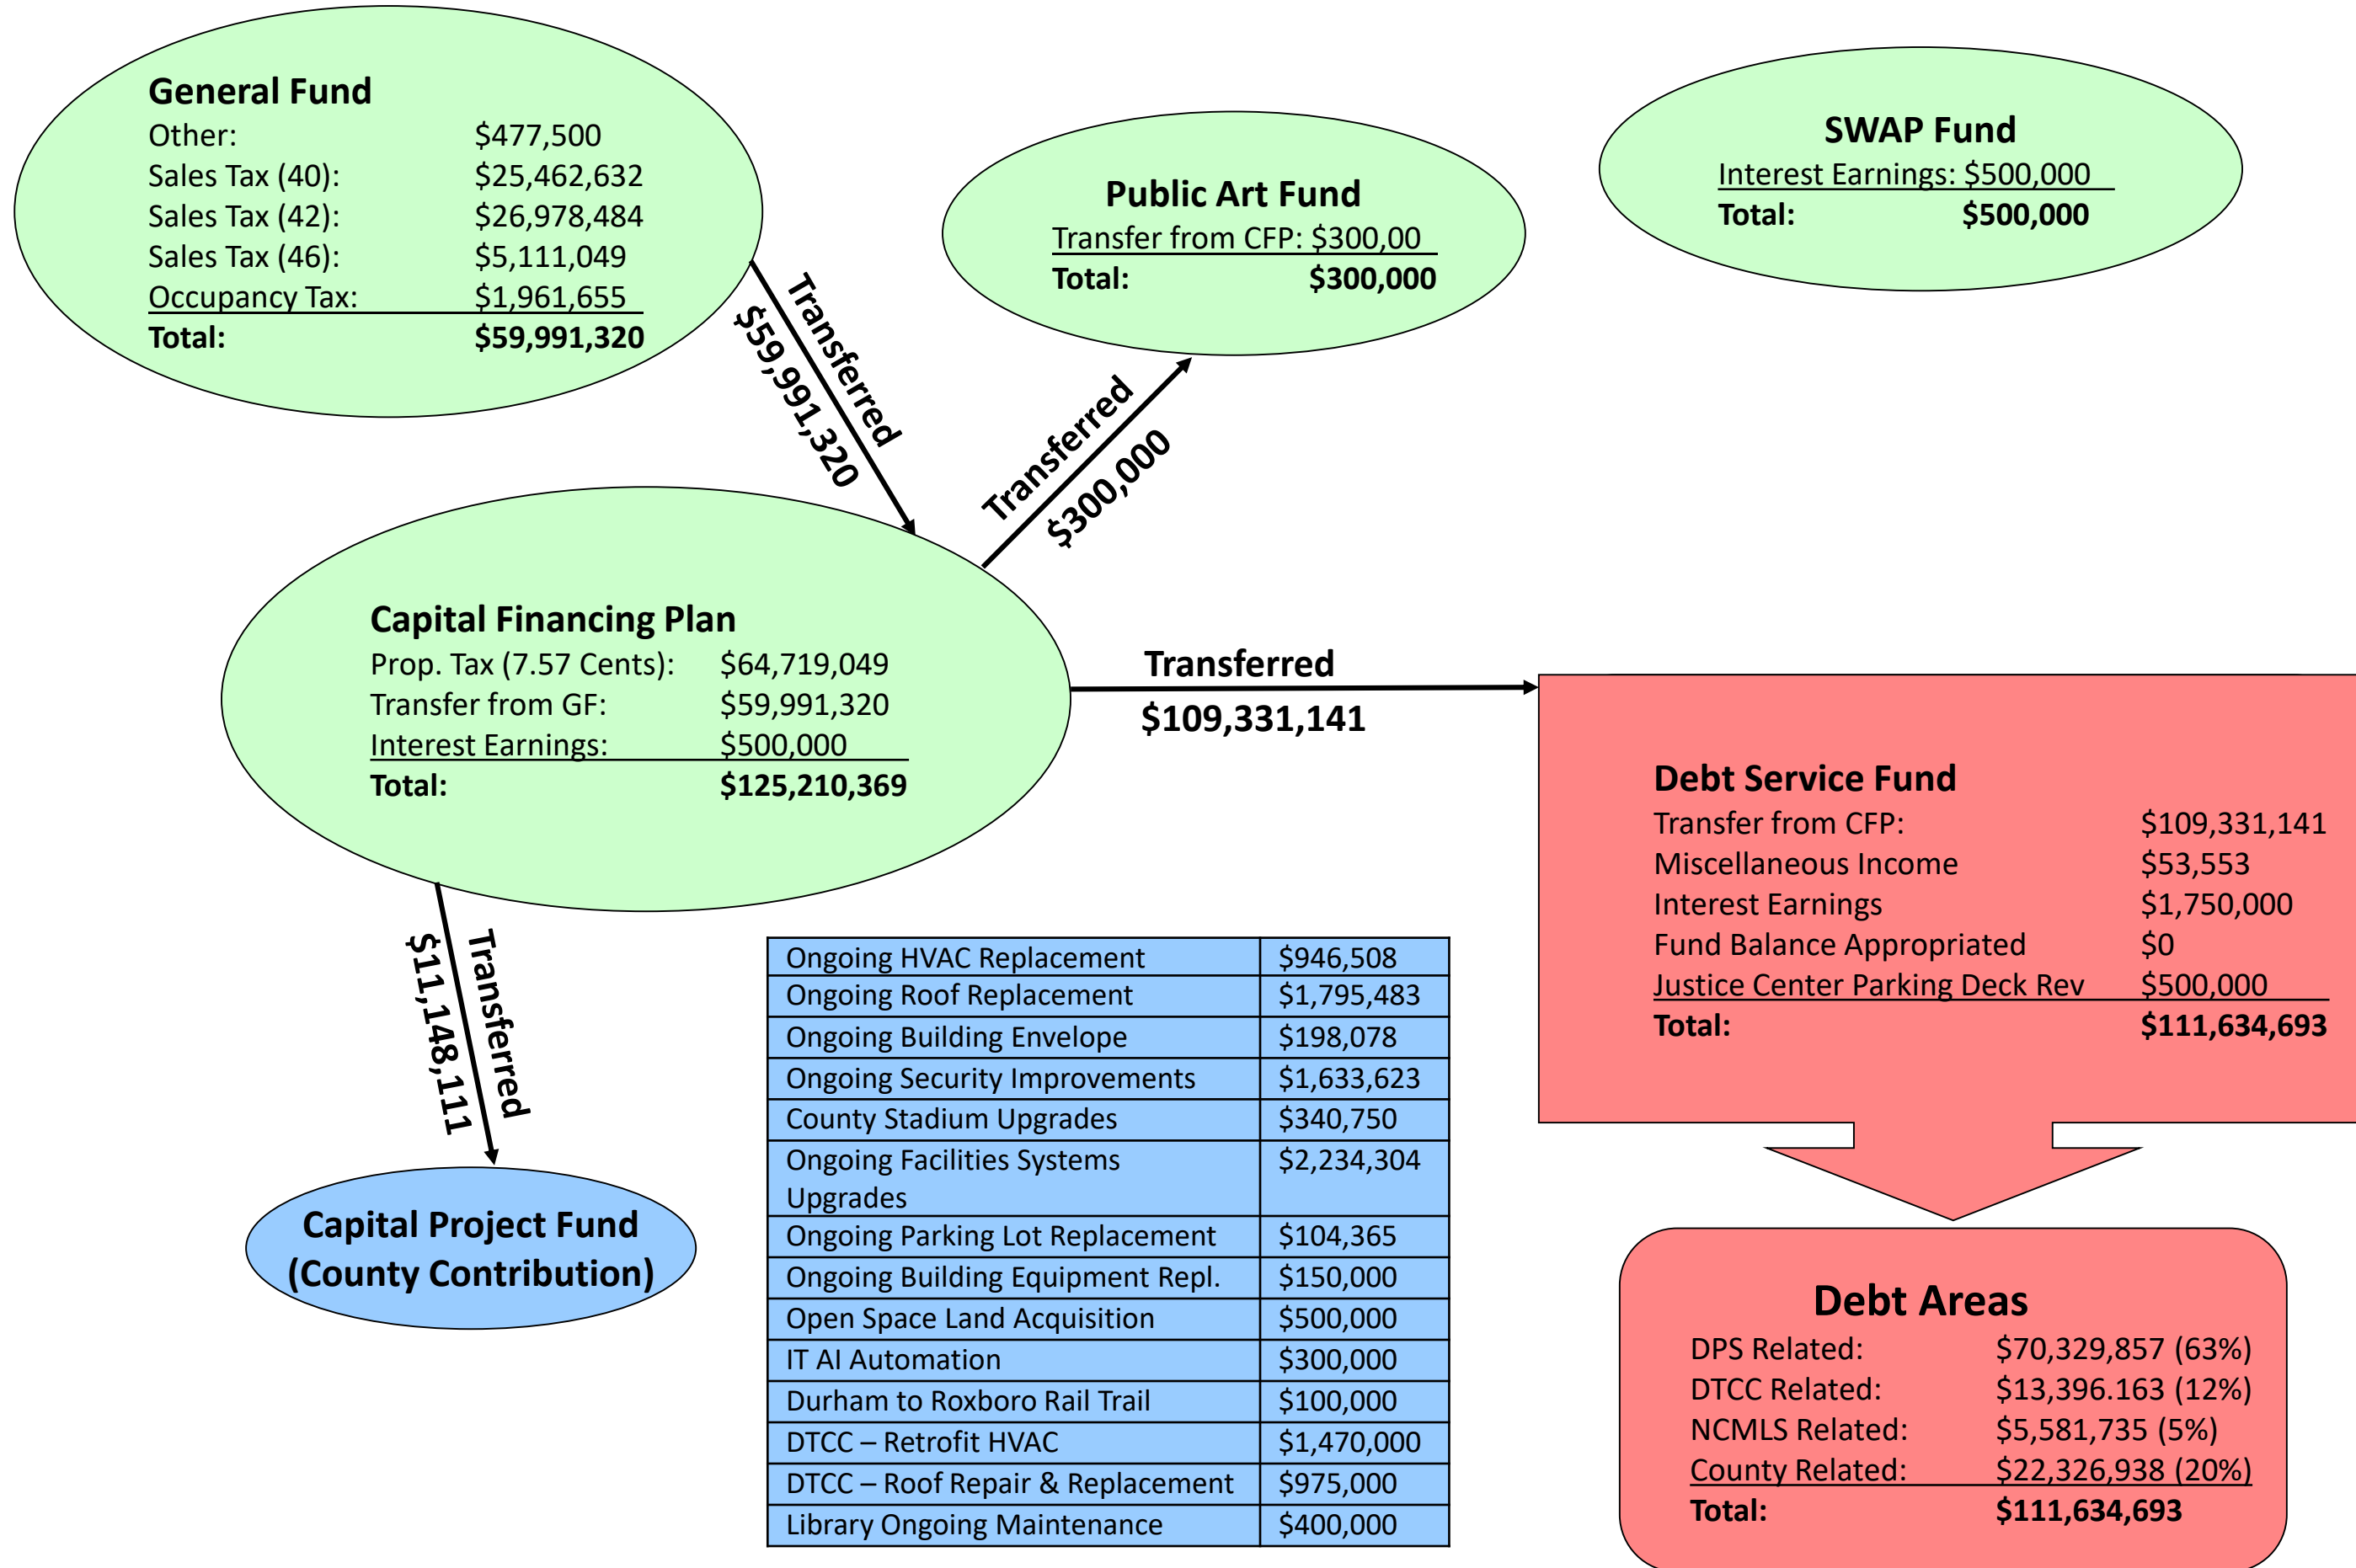 General Fund
Other: $477,500
Sales Tax (40): $25,462,632
Sales Tax (42): $26,978,484
Sales Tax (46): $5,111,049
Occupancy Tax: $1,961,655
Total: $59,991,320
Transferred
$59,991,320
Public Art Fund
Transfer from CFP: $300,00
Total: $300,000
Transferred
$300,000
SWAP Fund
Interest Earnings: $500,000
Total: $500,000
Capital Financing Plan
Prop. Tax (7.57 Cents): $64,719,049
Transfer from GF: $59,991,320
Interest Earnings: $500,000
Total: $125,210,369
Transferred
$109,331,141
Debt Service Fund
Transfer from CFP: $109,331,141
Miscellaneous Income $53,553
Interest Earnings $1,750,000
Fund Balance Appropriated $0
Justice Center Parking Deck Rev $500,000
Total: $111,634,693
Transferred
$11,148,111
Capital Project Fund
(County Contribution)
Ongoing HVAC Replacement $946,508
Ongoing Roof Replacement $1,795,483
Ongoing Building Envelope $198,078
Ongoing Security Improvements $1,633,623
County Stadium Upgrades $340,750
Ongoing Facilities Systems $2,234,304
Upgrades
Ongoing Parking Lot Replacement $104,365
Ongoing Building Equipment Repl. $150,000
Open Space Land Acquisition $500,000
IT AI Automation $300,000
Durham to Roxboro Rail Trail $100,000
DTCC – Retrofit HVAC $1,470,000
DTCC – Roof Repair & Replacement $975,000
Library Ongoing Maintenance $400,000
Debt Areas
DPS Related: $70,329,857 (63%)
DTCC Related: $13,396.163 (12%)
NCMLS Related: $5,581,735 (5%)
County Related: $22,326,938 (20%)
Total: $111,634,693